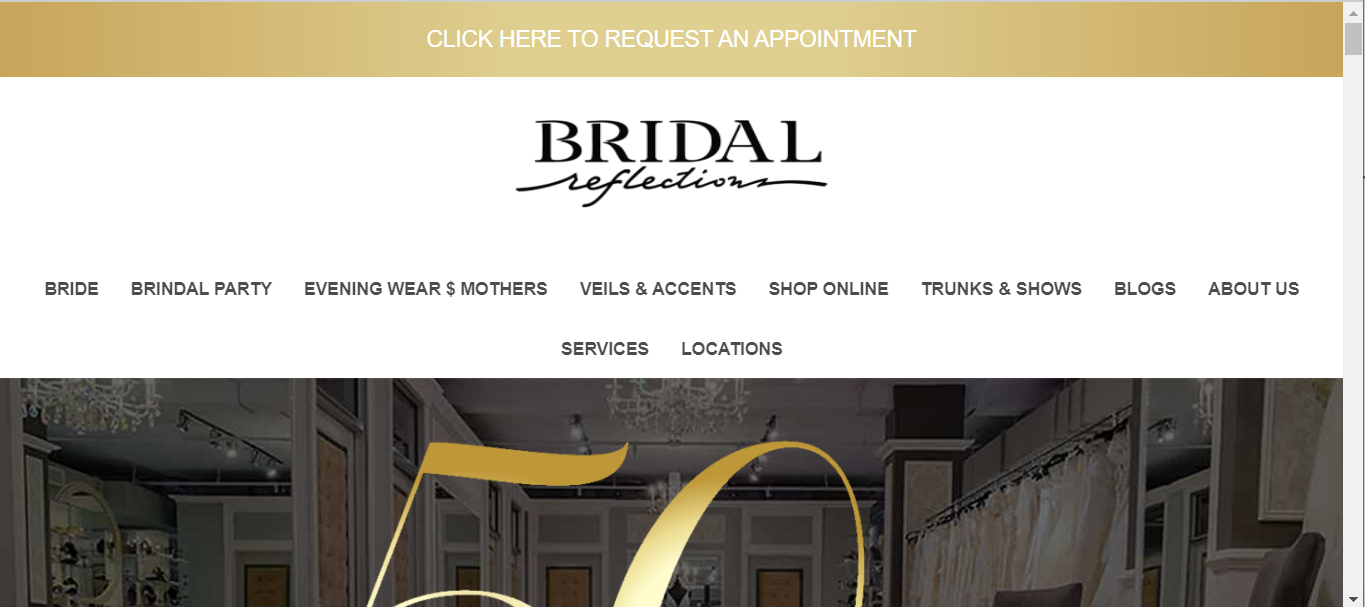 CLICK HERE TO REQUEST AN APPOINTMENT
BRIDAL
reflections
BRIDE BRINDAL PARTY EVENING WEAR $ MOTHERS VEILS & ACCENTS SHOP ONLINE TRUNKS & SHOWS BLOGS ABOUT US
SERVICES LOCATIONS
50